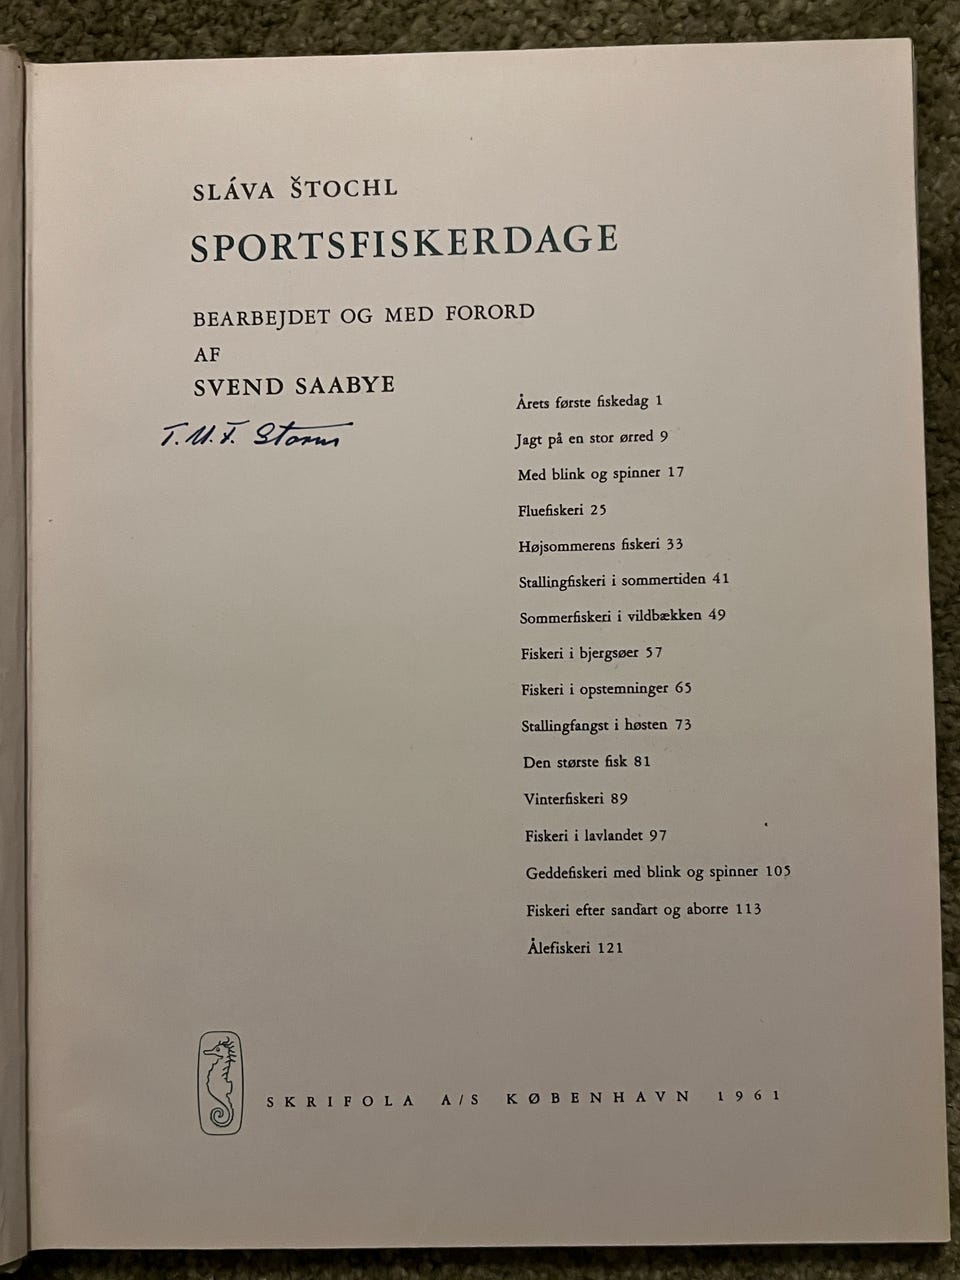 SLÁVA ŠTOCHL
SPORTSFISKERDAGE
BEARBEJDET OG MED FORORD
AF
SVEND SAABYE
Storm
Årets første fiskedag 1
Jagt på en stor ørred 9
Med blink og spinner 17
Fluefiskeri 25
Højsommerens fiskeri 33
Stallingfiskeri i sommertiden 41
Sommerfiskeri i vildbækken 49
Fiskeri i bjergsøer 57
Fiskeri i opstemninger 65
Stallingfangst i høsten 73
Den største fisk 81
Vinterfiskeri 89
Fiskeri i lavlandet 97
Geddefiskeri med blink og spinner 105
Fiskeri efter sandart og aborre 113
Ålefiskeri 121
SKRIFOLA A/S KØBENHAVN 1961